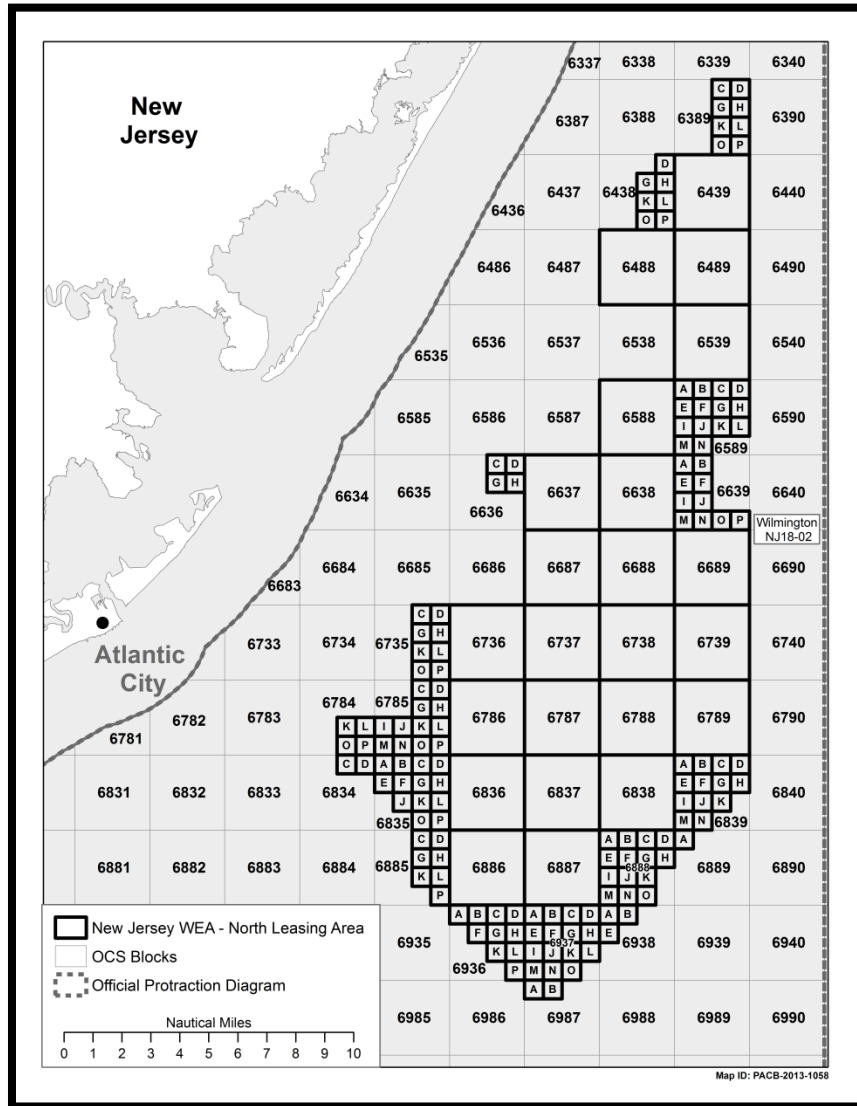 6337 6338 6339 6340
C D
New
Jersey
6387 6388 6389 G H 6390
K L
O P
D
6437 6438 G H 6439 6440
6436 K L
O P
6486 6487 6488 6489 6490
6535 6536 6537 6538 6539 6540
A B C D
6585 6586 6587 6588 E F G H 6590
I J K L
M N 6589
C D A B
6634 6635 G H 6637 6638 E F 6639 6640
6636 I J
M N O P
Wilmington
NJ18-02
6683 6684 6685 6686 6687 6688 6689 6690
C D
G H
6733 6734 6735 K L 6736 6737 6738 6739 6740
O P
Atlantic
City
C D
6781 6782 6783 6784 6785 G H 6786 6787 6788 6789 6790
K L I J K L
O P M N O P
C D A B C D A B C D
6831 6832 6833 6834 E F G H 6836 6837 6838 E F G H 6840
J K L I J K
6835 O P M N 6839
C D A B C D A
6881 6882 6883 6884 6885 G H 6886 6887 E F G H 6889 6890
6888
K L I J K
P M N O
A B C D A B C D A B
6935 F G H E F G H E 6938 6939 6940
6937
K L I J K L
6936 P M N O
A B
6985 6986 6987 6988 6989 6990
New Jersey WEA - North Leasing Area
OCS Blocks
Official Protraction Diagram
Nautical Miles
0 1 2 3 4 5 6 7 8 9 10
Map ID: PACB-2013-1058